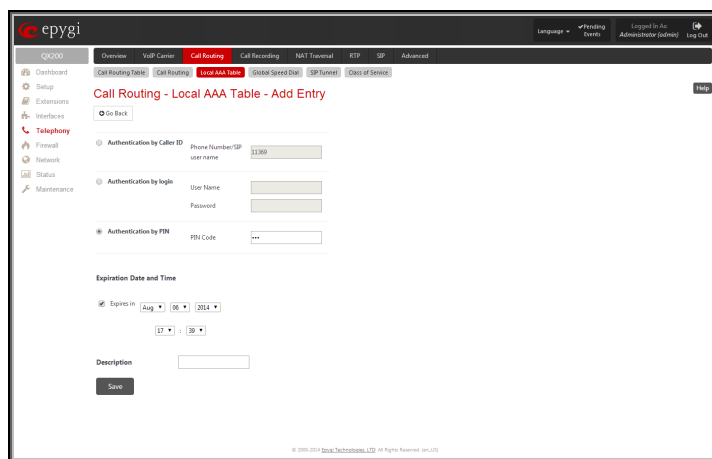 epygi
Language
Pending Events
Logged In As: Administrator (admin)
Log Out
QX200
Overview VoIP Carrier Call Routing Call Recording NAT Traversal RTP SIP Advanced
Dashboard
Setup
Extensions
Interfaces
Telephony
Firewall
Network
Status
Maintenance
Call Routing Table Call Routing Local AAA Table Global Speed Dial SIP Tunnel Class of Service
Call Routing - Local AAA Table - Add Entry
Help
Go Back
Authentication by Caller ID
Phone Number/SIP
user name
11369
Authentication by login
User Name
Password
Authentication by PIN
PIN Code
•••
Expiration Date and Time
Expires in Aug 06 2014
17 : 39
Description
Save
© 2003-2014 Epygi Technologies, LTD. All Rights Reserved. (en_US)